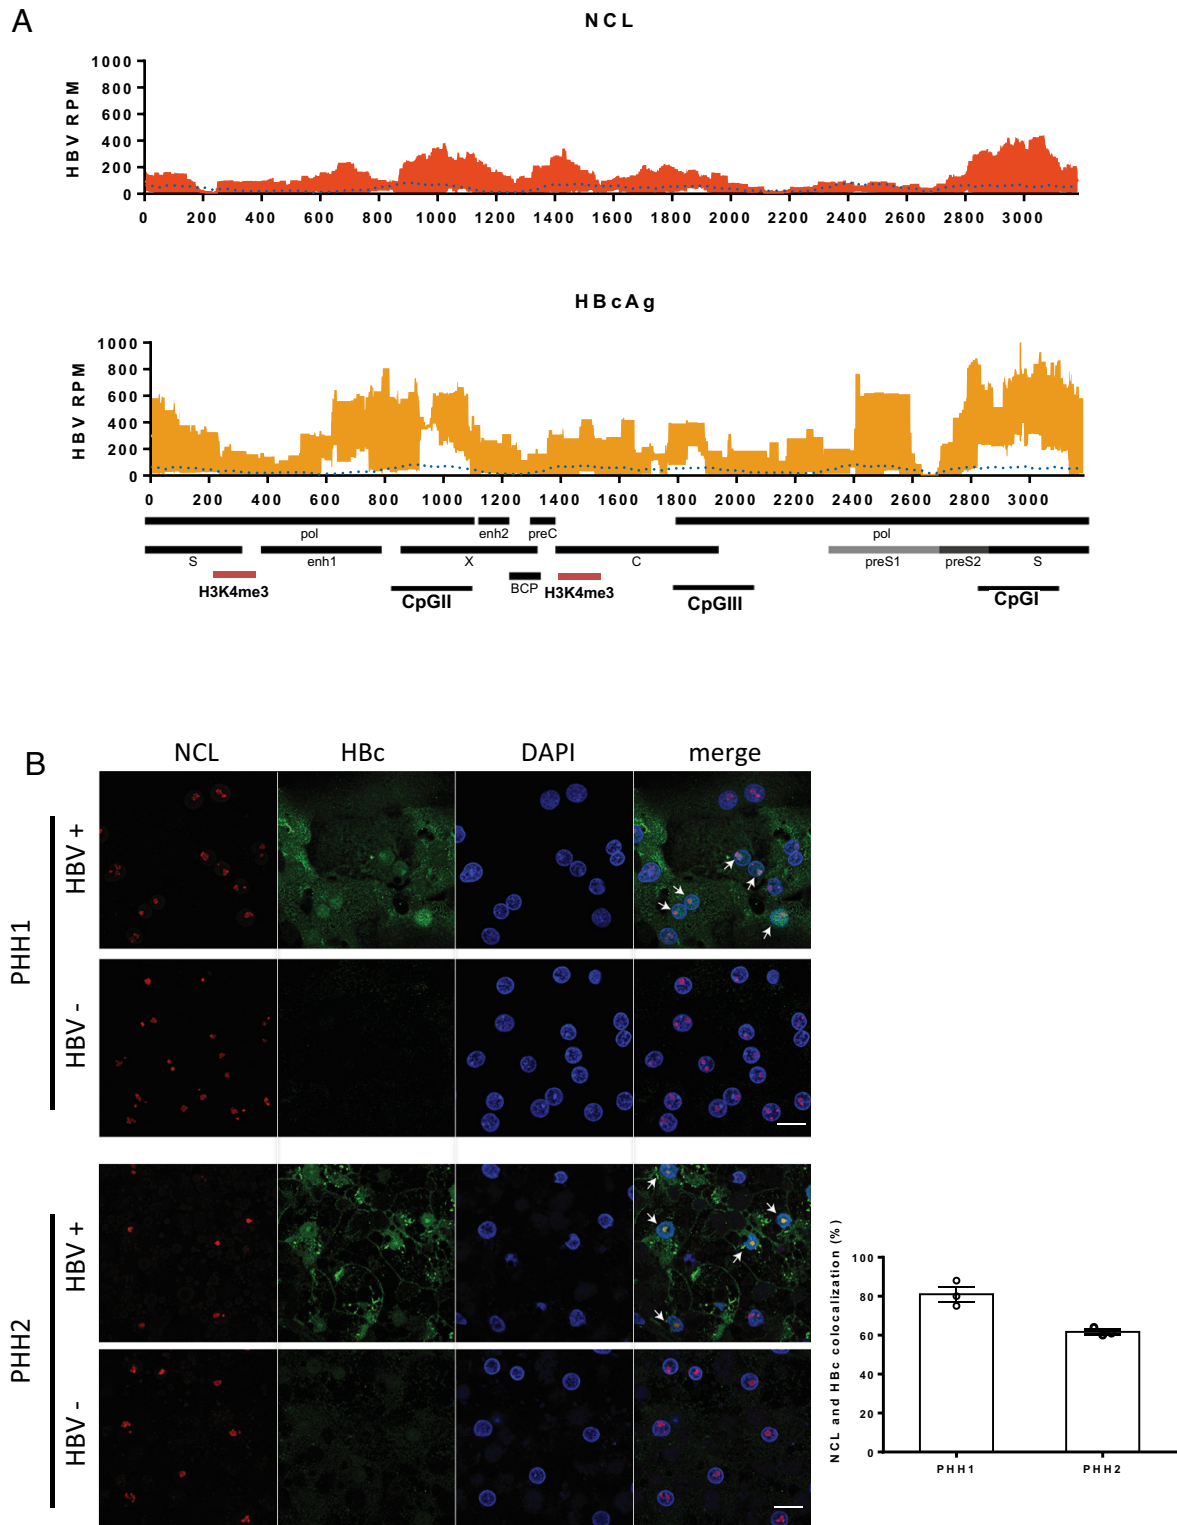 A
NCL
HBV RPM
1000
800
600
400
200
0
0 200 400 600 800 1000 1200 1400 1600 1800 2000 2200 2400 2600 2800 3000
HBcAg
HBV RPM
1000
800
600
400
200
0
0 200 400 600 800 1000 1200 1400 1600 1800 2000 2200 2400 2600 2800 3000
pol enh2 preC pol
S enh1 X C preS1 preS2 S
H3K4me3 BCP H3K4me3
CpGII CpGIII CpGI
B
NCL HBc DAPI merge
PHH1
HBV +
HBV -
PHH2
HBV +
HBV -
NCL and HBc colocalization (%)
100
80
60
40
20
0
PHH1 PHH2